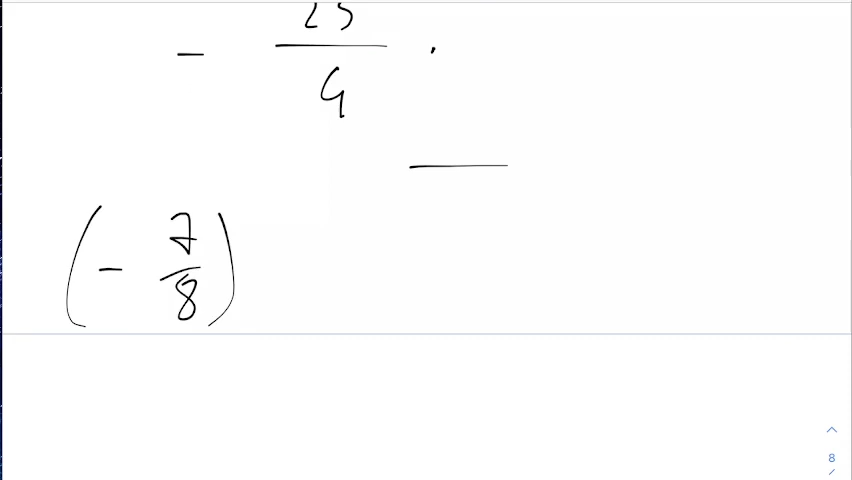 - 25/4 ·
(- 7/8)
8